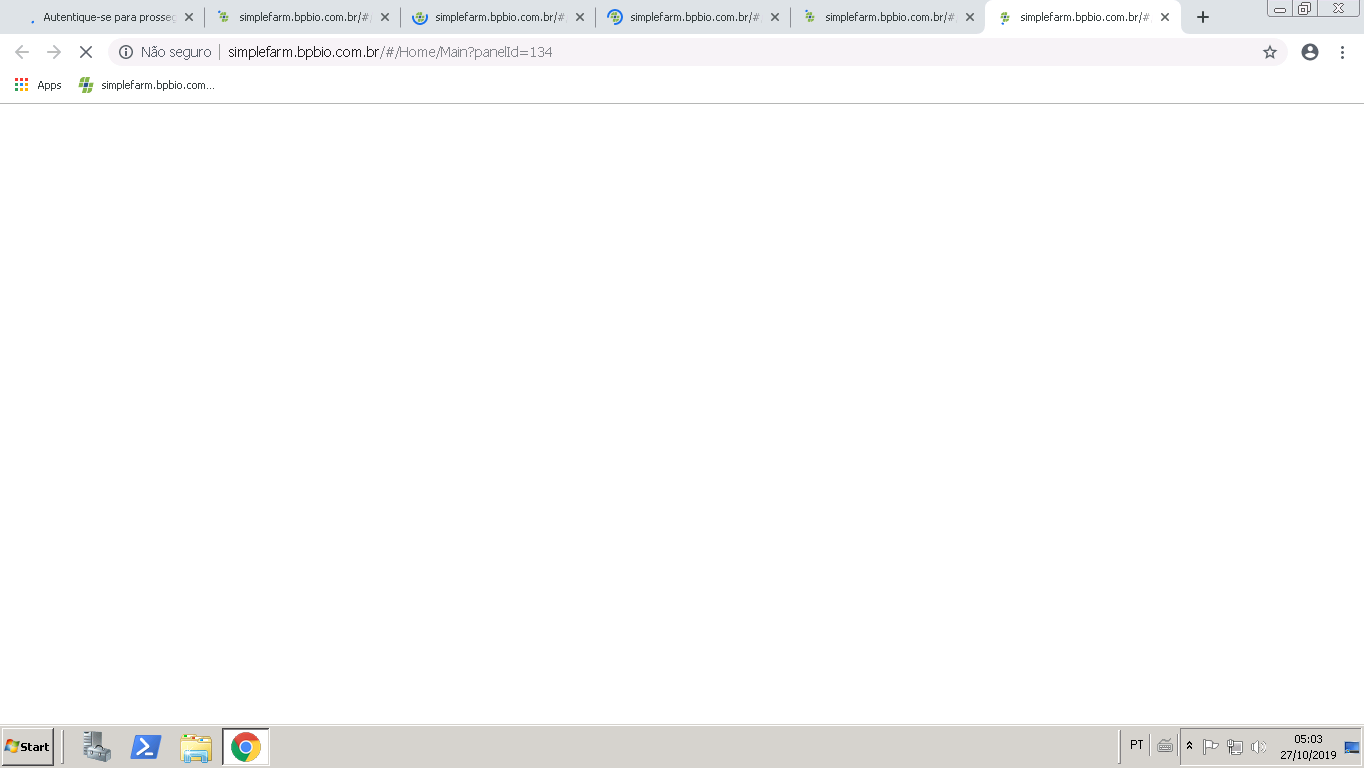 Autentique-se para prosseg
simplefarm.bpbio.com.br/#/
simplefarm.bpbio.com.br/#
simplefarm.bpbio.com.br/#
simplefarm.bpbio.com.br/#
simplefarm.bpbio.com.br/#
Não seguro simplefarm.bpbio.com.br/#/Home/Main?panelId=134
Apps simplefarm.bpbio.com...
Start
PT
05:03
27/10/2019